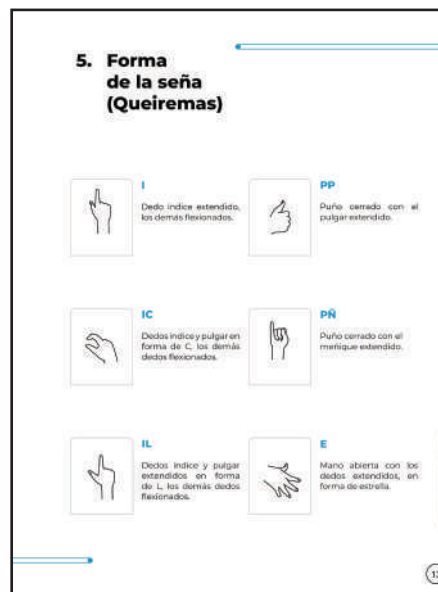 5. Forma
de la seña
(Queiremas)
I
Dedo índice extendido,
los demás flexionados.
PP
Puño cerrado con el
pulgar extendido.
IC
Dedos índice y pulgar en
forma de C, los demás
dedos flexionados.
PÑ
Puño cerrado con el
meñique extendido.
IL
Dedos índice y pulgar
extendidos en forma
de L, los demás dedos
flexionados.
E
Mano abierta con los
dedos extendidos, en
forma de estrella.